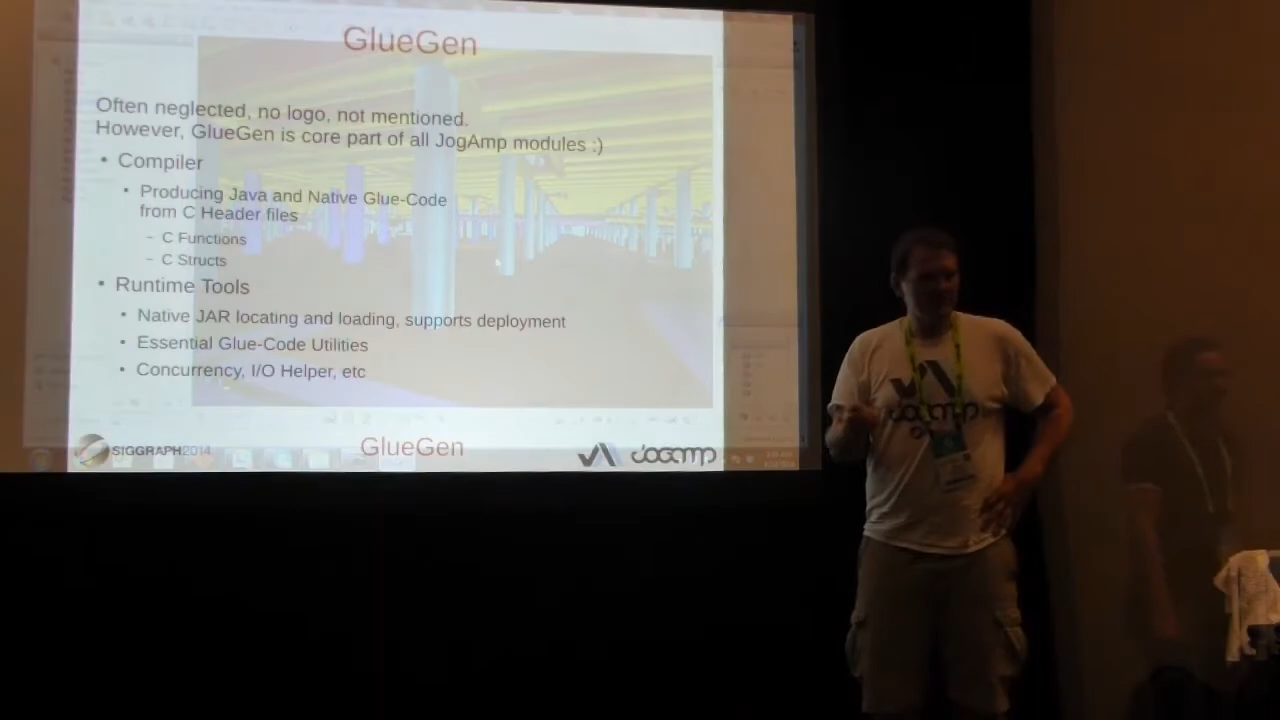 GlueGen
Often neglected, no logo, not mentioned.
However, GlueGen is core part of all JogAmp modules :)
• Compiler
• Producing Java and Native Glue-Code
from C Header files
– C Functions
– C Structs
• Runtime Tools
• Native JAR locating and loading, supports deployment
• Essential Glue-Code Utilities
• Concurrency, I/O Helper, etc
SIGGRAPH2014
GlueGen
JogAmp
JogAmp